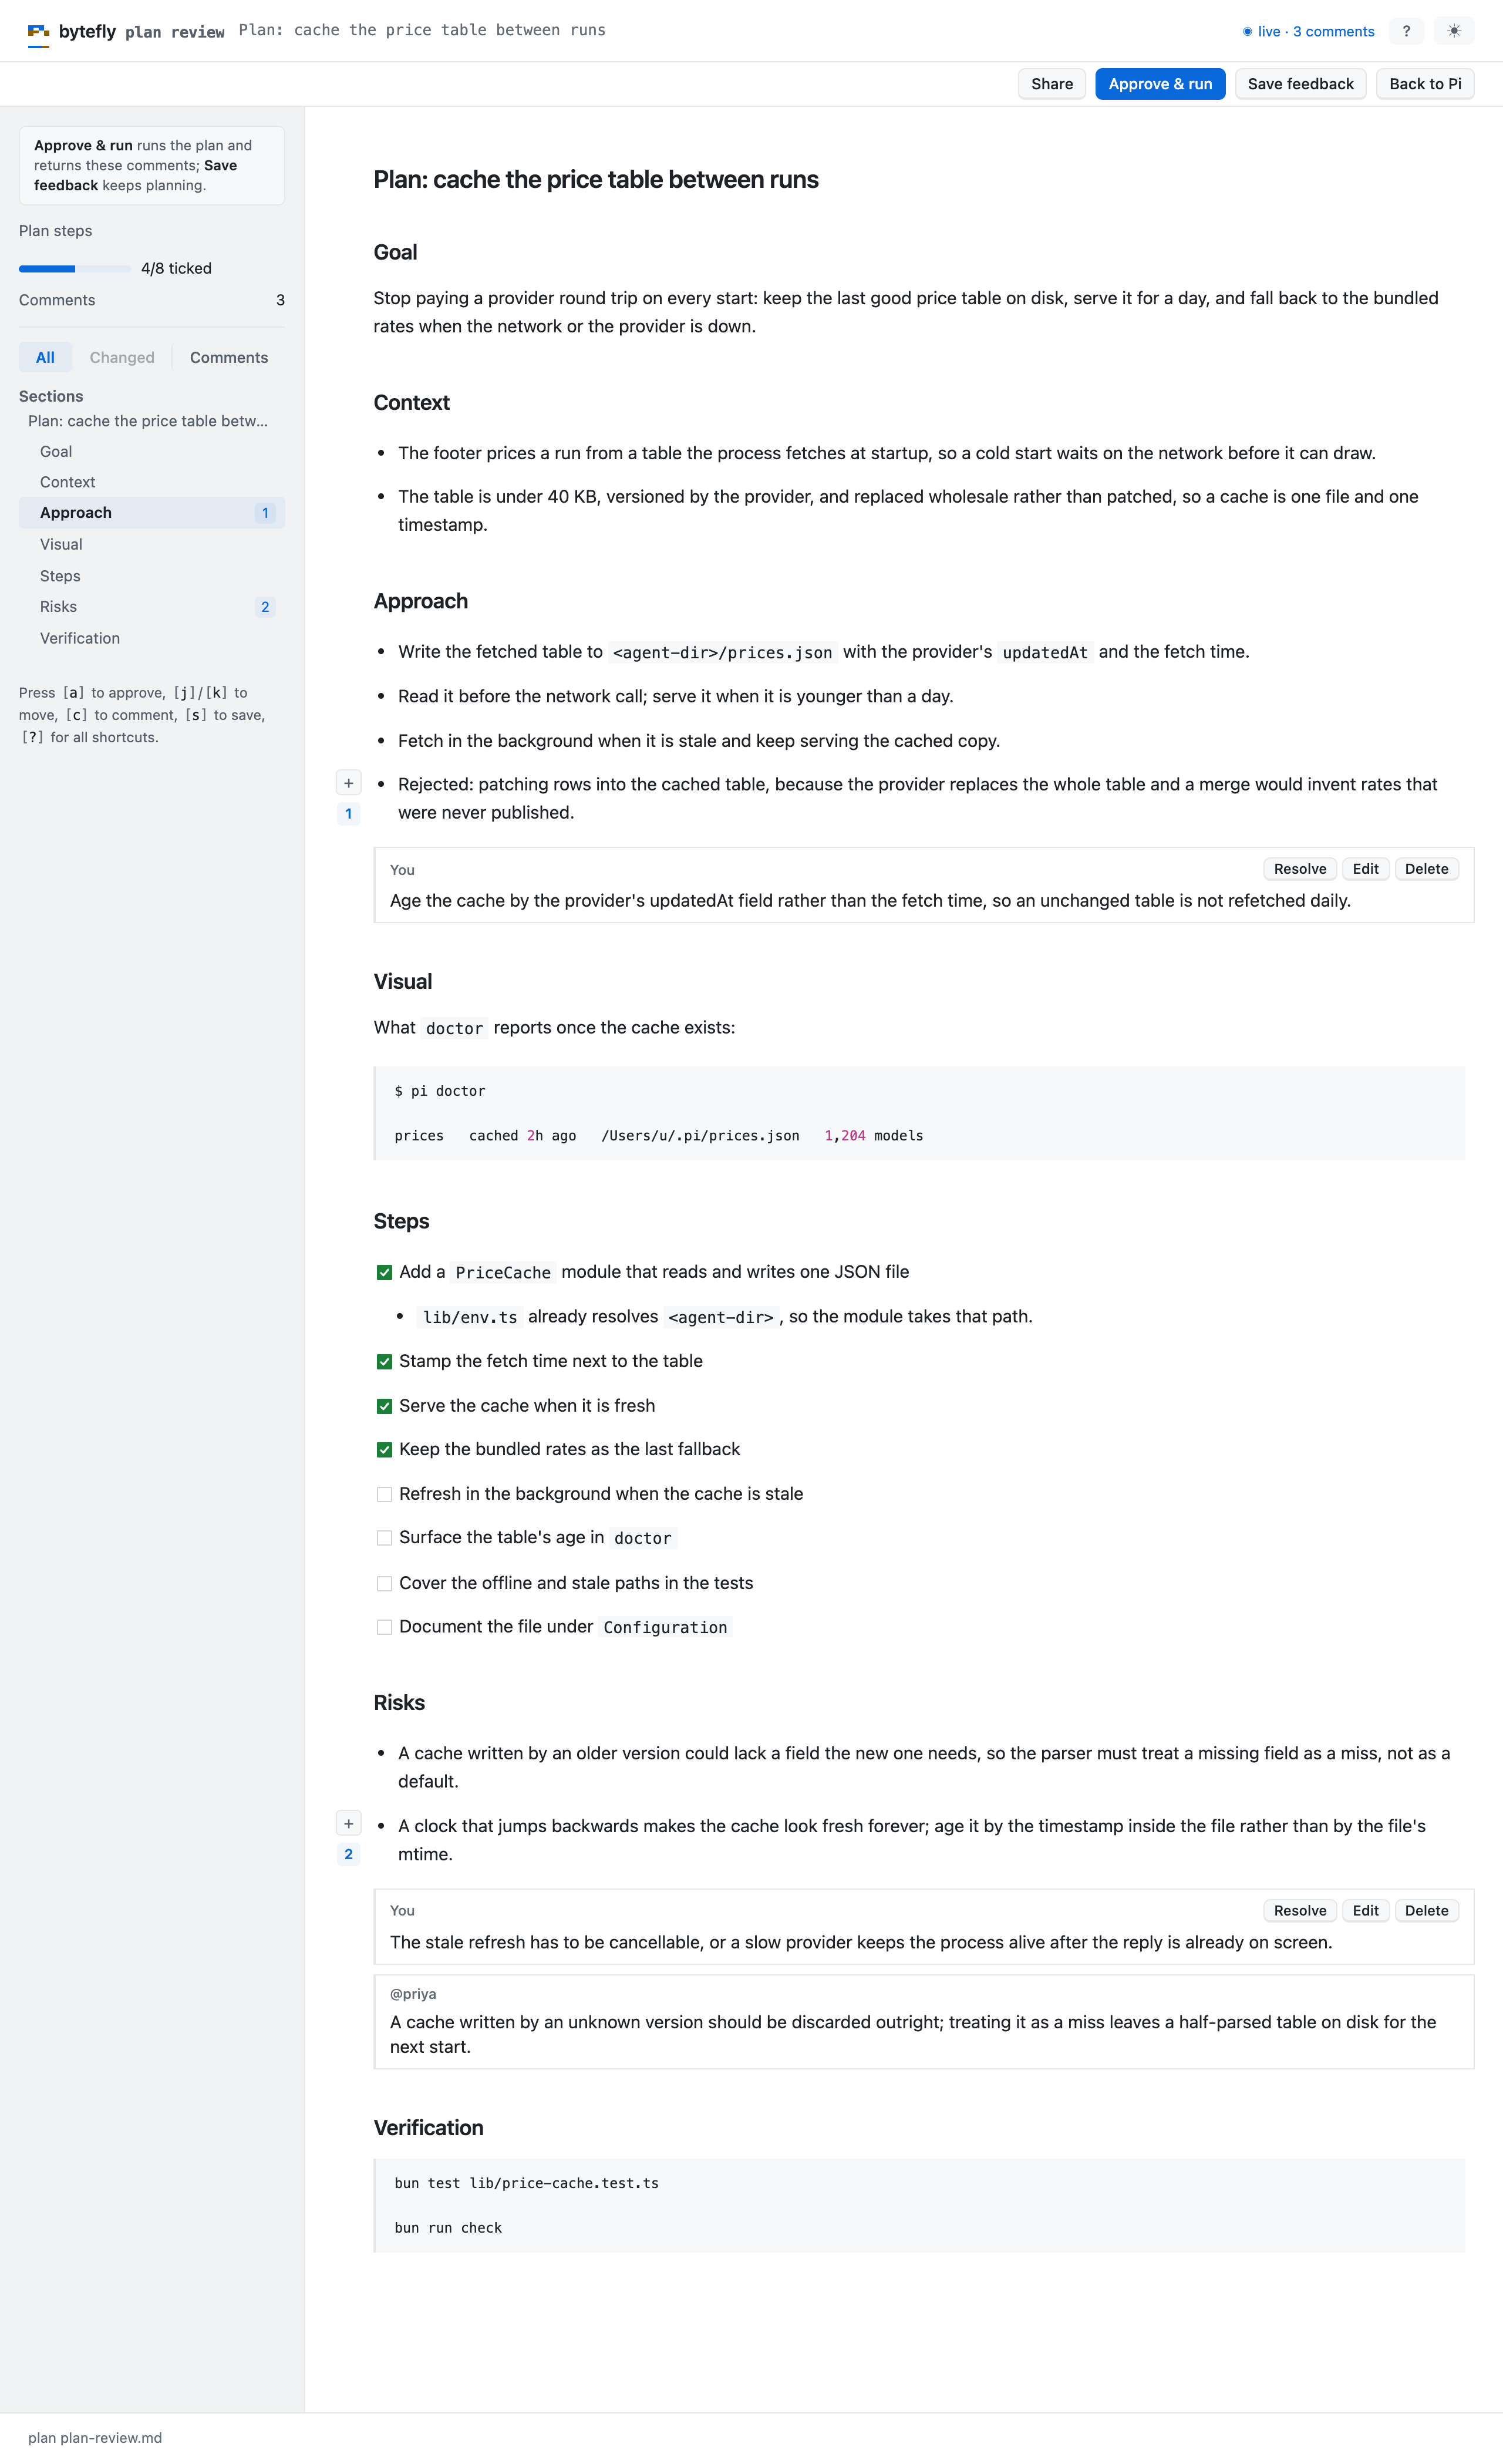 bytefly plan review Plan: cache the price table between runs
live · 3 comments ?
Share Approve & run Save feedback Back to Pi
Approve & run runs the plan and
returns these comments; Save
feedback keeps planning.
Plan steps
4/8 ticked
Comments 3
All Changed Comments
Sections
Plan: cache the price table betw...
Goal
Context
Approach 1
Visual
Steps
Risks 2
Verification
Press [a] to approve, [j]/[k] to
move, [c] to comment, [s] to save,
[?] for all shortcuts.
Plan: cache the price table between runs
Goal
Stop paying a provider round trip on every start: keep the last good price table on disk, serve it for a day, and fall back to the bundled
rates when the network or the provider is down.
Context
• The footer prices a run from a table the process fetches at startup, so a cold start waits on the network before it can draw.
• The table is under 40 KB, versioned by the provider, and replaced wholesale rather than patched, so a cache is one file and one
timestamp.
Approach
• Write the fetched table to <agent-dir>/prices.json with the provider's updatedAt and the fetch time.
• Read it before the network call; serve it when it is younger than a day.
• Fetch in the background when it is stale and keep serving the cached copy.
+ • Rejected: patching rows into the cached table, because the provider replaces the whole table and a merge would invent rates that
1 were never published.
You Resolve Edit Delete
Age the cache by the provider's updatedAt field rather than the fetch time, so an unchanged table is not refetched daily.
Visual
What doctor reports once the cache exists:
$ pi doctor
prices cached 2h ago /Users/u/.pi/prices.json 1,204 models
Steps
Add a PriceCache module that reads and writes one JSON file
• lib/env.ts already resolves <agent-dir>, so the module takes that path.
Stamp the fetch time next to the table
Serve the cache when it is fresh
Keep the bundled rates as the last fallback
Refresh in the background when the cache is stale
Surface the table's age in doctor
Cover the offline and stale paths in the tests
Document the file under Configuration
Risks
• A cache written by an older version could lack a field the new one needs, so the parser must treat a missing field as a miss, not as a
default.
+ • A clock that jumps backwards makes the cache look fresh forever; age it by the timestamp inside the file rather than by the file's
2 mtime.
You Resolve Edit Delete
The stale refresh has to be cancellable, or a slow provider keeps the process alive after the reply is already on screen.
@priya
A cache written by an unknown version should be discarded outright; treating it as a miss leaves a half-parsed table on disk for the
next start.
Verification
bun test lib/price-cache.test.ts
bun run check
plan plan-review.md